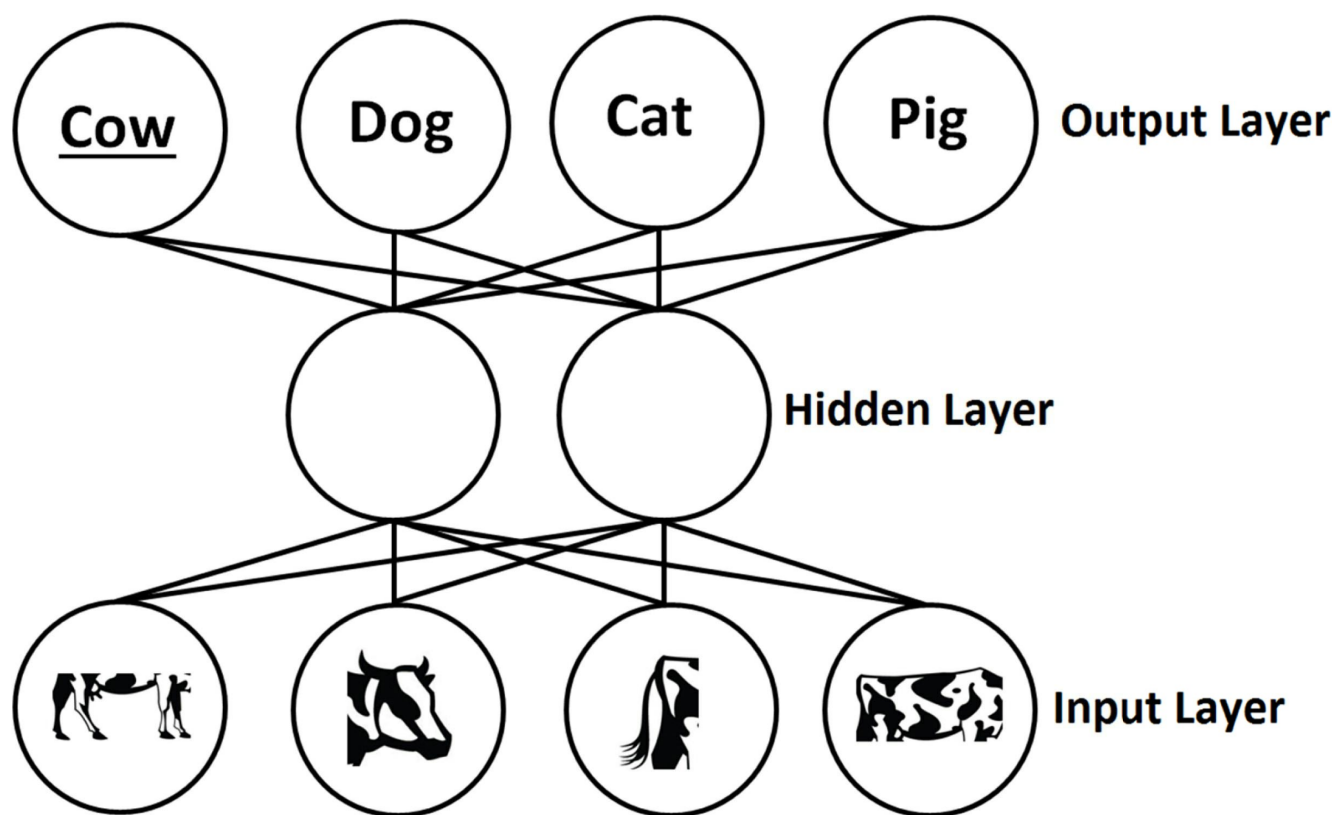 Cow
Dog
Cat
Pig
Output Layer
Hidden Layer
Input Layer